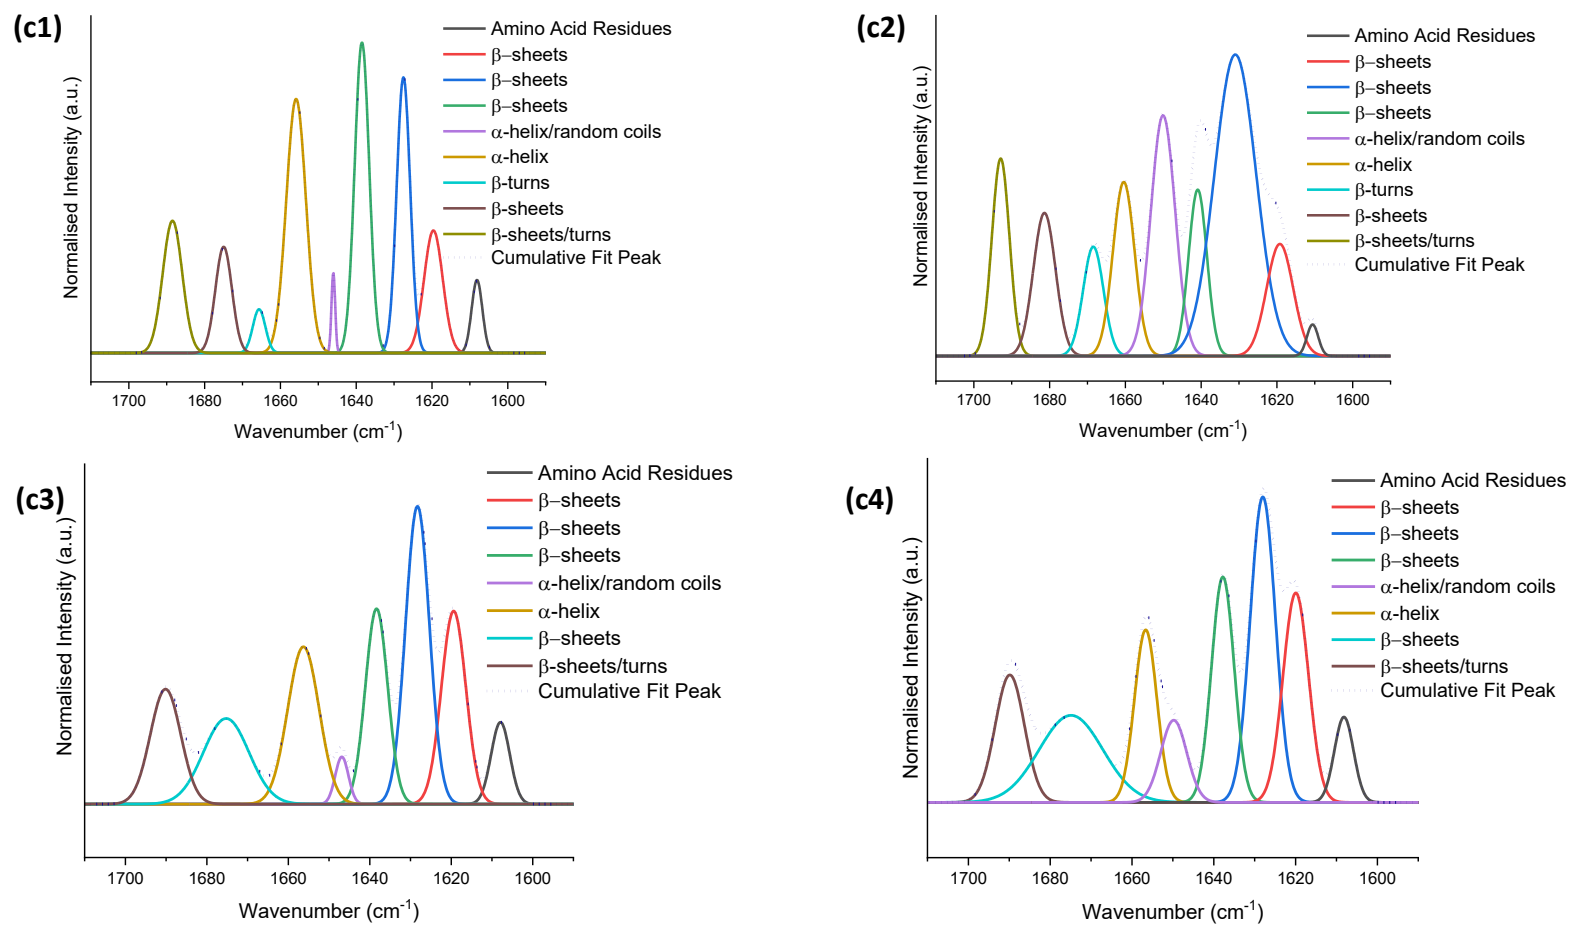 (c1)
Normalised Intensity (a.u.)
Amino Acid Residues
β–sheets
β–sheets
β–sheets
α-helix/random coils
α-helix
β-turns
β-sheets
β-sheets/turns
Cumulative Fit Peak
1700 1680 1660 1640 1620 1600
Wavenumber (cm⁻¹)
(c2)
Normalised Intensity (a.u.)
Amino Acid Residues
β–sheets
β–sheets
β–sheets
α-helix/random coils
α-helix
β-turns
β-sheets
β-sheets/turns
Cumulative Fit Peak
1700 1680 1660 1640 1620 1600
Wavenumber (cm⁻¹)
(c3)
Normalised Intensity (a.u.)
Amino Acid Residues
β–sheets
β–sheets
β–sheets
α-helix/random coils
α-helix
β–sheets
β-sheets/turns
Cumulative Fit Peak
1700 1680 1660 1640 1620 1600
Wavenumber (cm⁻¹)
(c4)
Normalised Intensity (a.u.)
Amino Acid Residues
β–sheets
β–sheets
β–sheets
α-helix/random coils
α-helix
β–sheets
β–sheets/turns
Cumulative Fit Peak
1700 1680 1660 1640 1620 1600
Wavenumber (cm⁻¹)